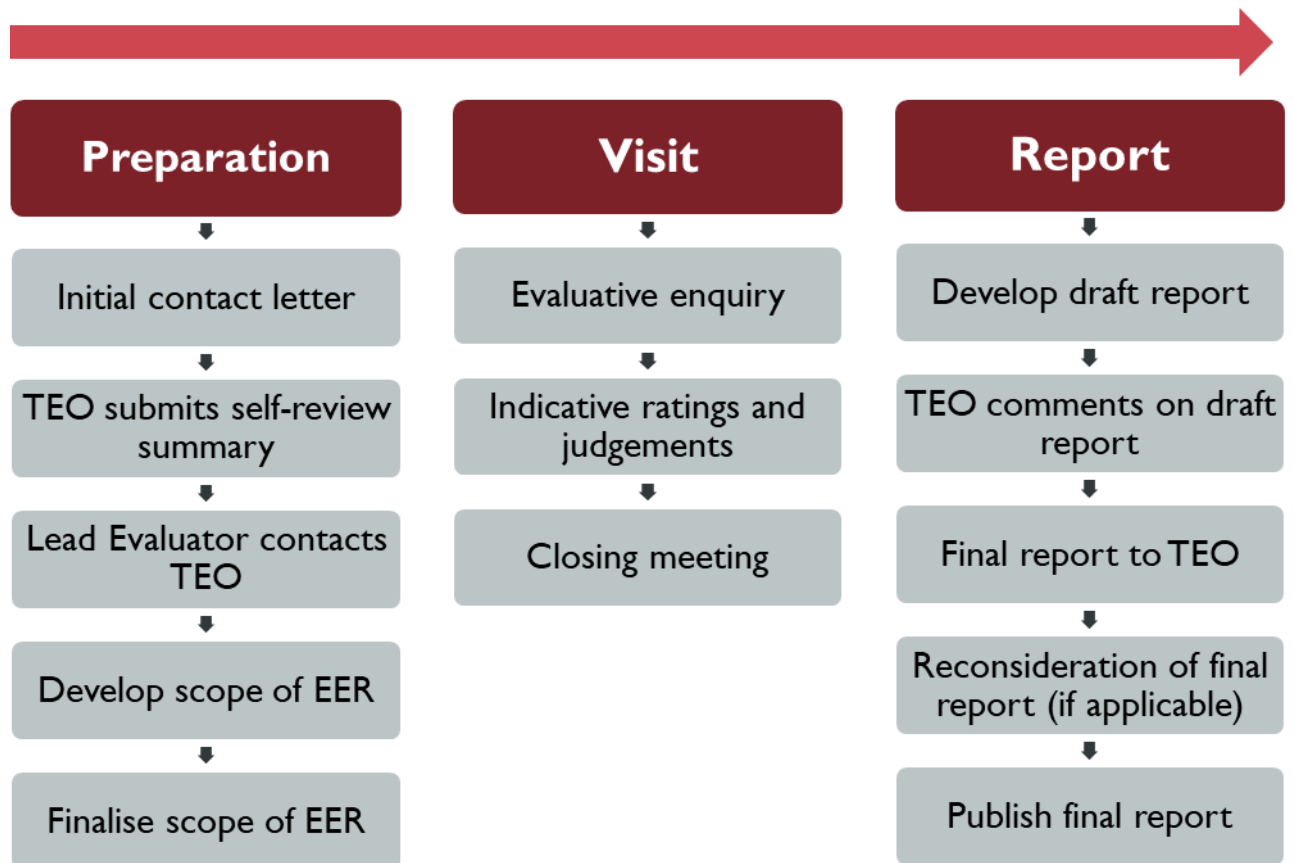 Preparation
Initial contact letter
TEO submits self-review
summary
Lead Evaluator contacts
TEO
Develop scope of EER
Finalise scope of EER
Visit
Evaluative enquiry
Indicative ratings and
judgements
Closing meeting
Report
Develop draft report
TEO comments on draft
report
Final report to TEO
Reconsideration of final
report (if applicable)
Publish final report